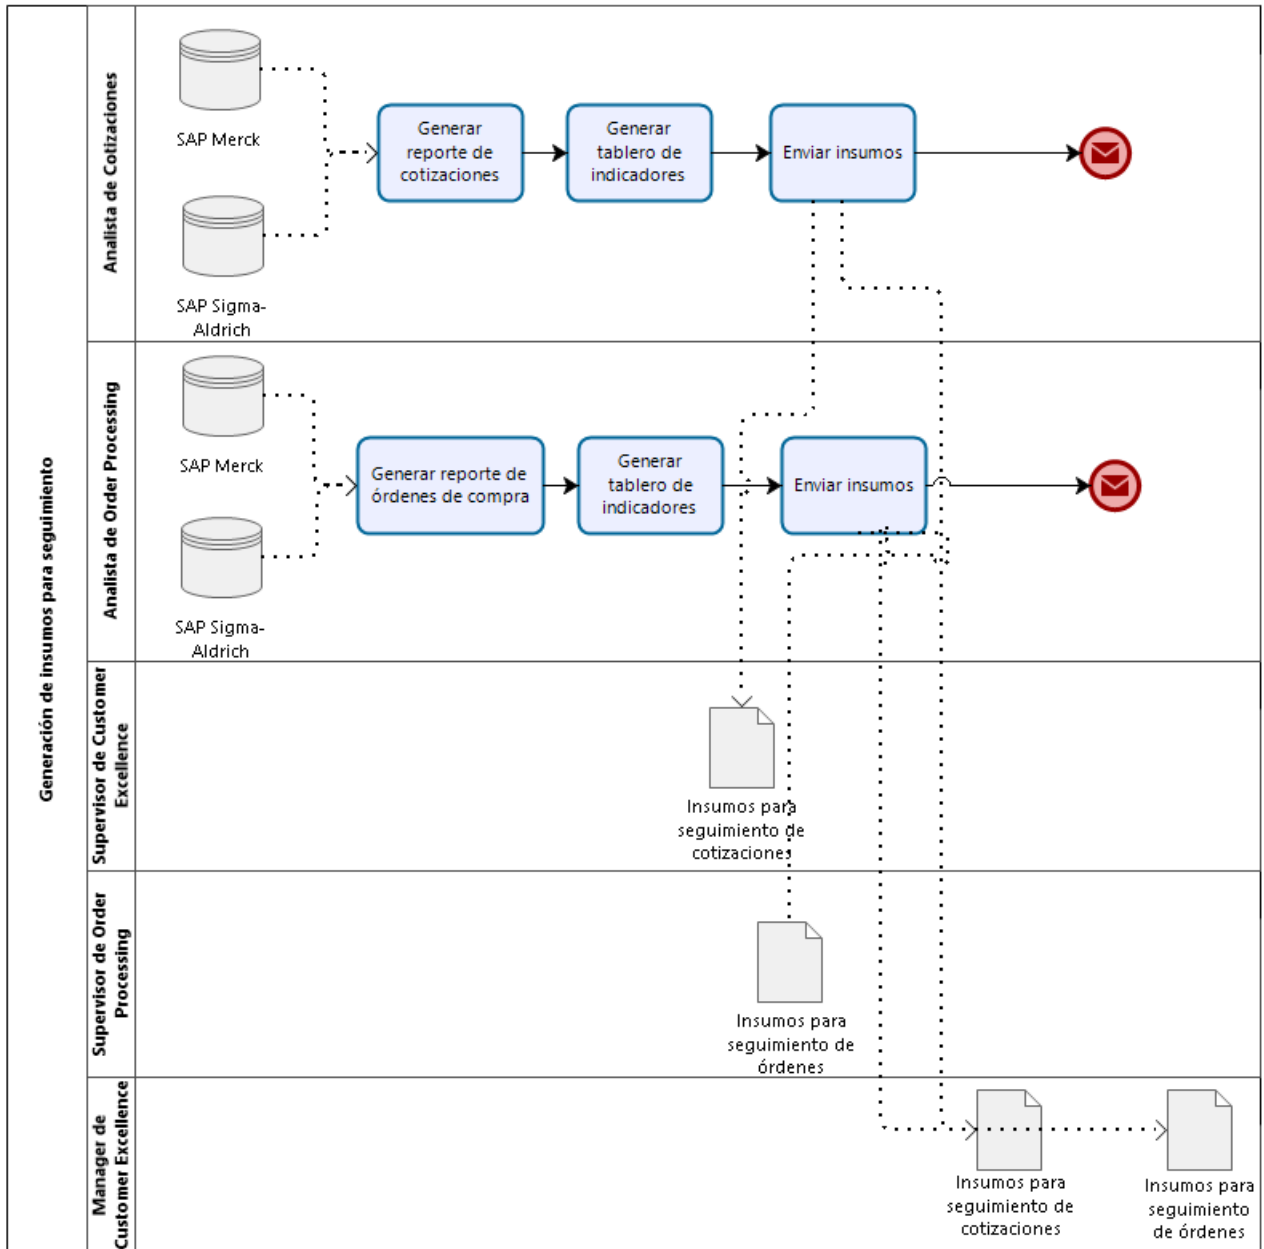 Generación de insumos para seguimiento
Analista de Cotizaciones
SAP Merck
SAP Sigma-
Aldrich
Generar
reporte de
cotizaciones
Generar
tablero de
indicadores
Enviar insumos
Analista de Order Processing
SAP Merck
SAP Sigma-
Aldrich
Generar reporte de
órdenes de compra
Generar
tablero de
indicadores
Enviar insumos
Supervisor de Customer
Excellence
Insumos para
seguimiento de
cotizaciones
Supervisor de Order
Processing
Insumos para
seguimiento de
órdenes
Manager de
Customer Excellence
Insumos para
seguimiento de
cotizaciones
Insumos para
seguimiento
de órdenes